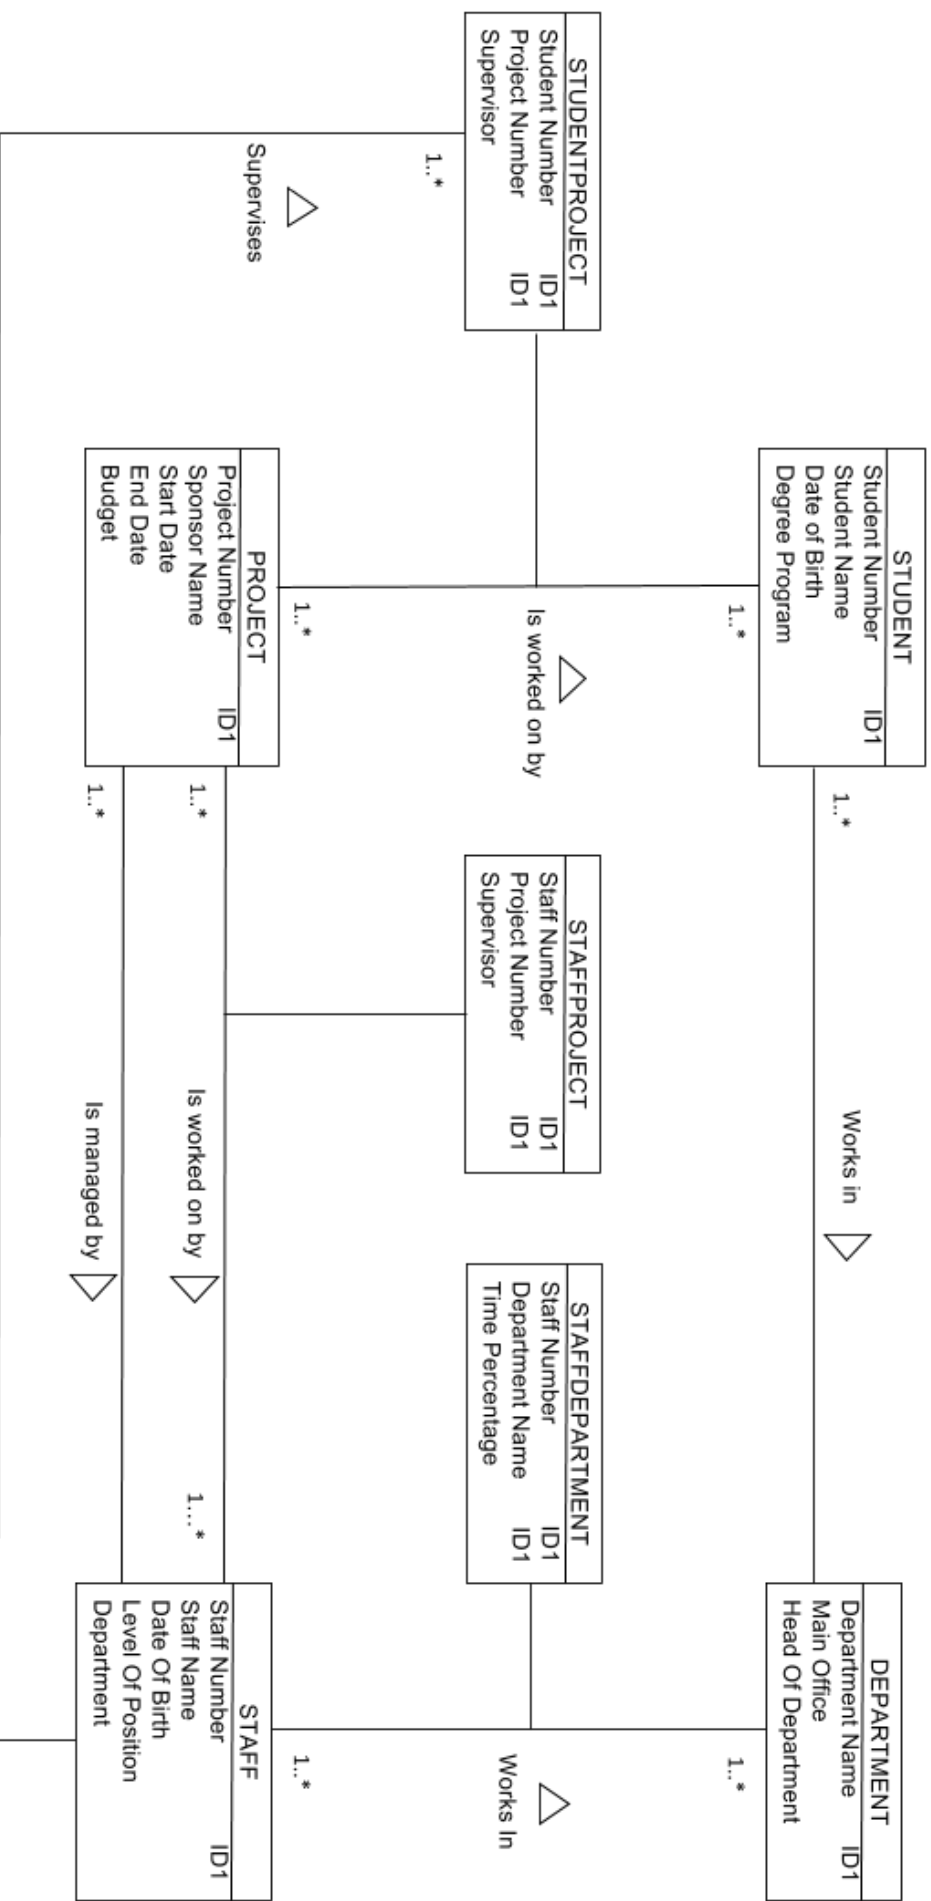 STUDENT
Student Number ID1
Student Name
Date of Birth
Degree Program
1..*
Works in
DEPARTMENT
Department Name ID1
Main Office
Head Of Department
1..*
1..*
STUDENTPROJECT
Student Number ID1
Project Number ID1
Supervisor
1..*
Is worked on by
STAFFPROJECT
Staff Number ID1
Project Number ID1
Supervisor
STAFFDEPARTMENT
Staff Number ID1
Department Name ID1
Time Percentage
Works In
Supervises
1..*
1..*
PROJECT
Project Number ID1
Sponsor Name
Start Date
End Date
Budget
1..*
Is worked on by
1....*
1..*
Is managed by
STAFF
Staff Number ID1
Staff Name
Date Of Birth
Level Of Position
Department